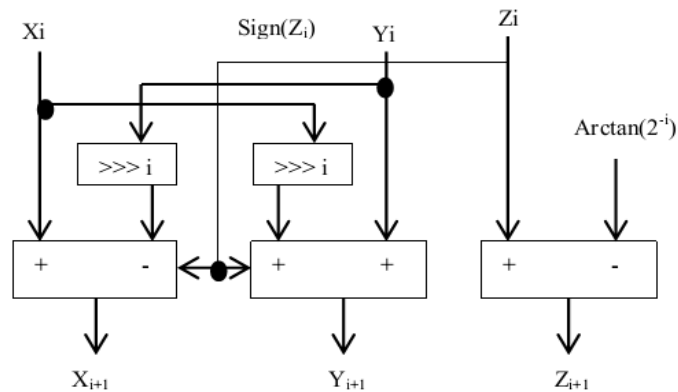 Xi Sign(Zᵢ) Yi Zi
Arctan(2⁻ⁱ)
>>> i >>> i
+ - + + + -
Xᵢ₊₁ Yᵢ₊₁ Zᵢ₊₁